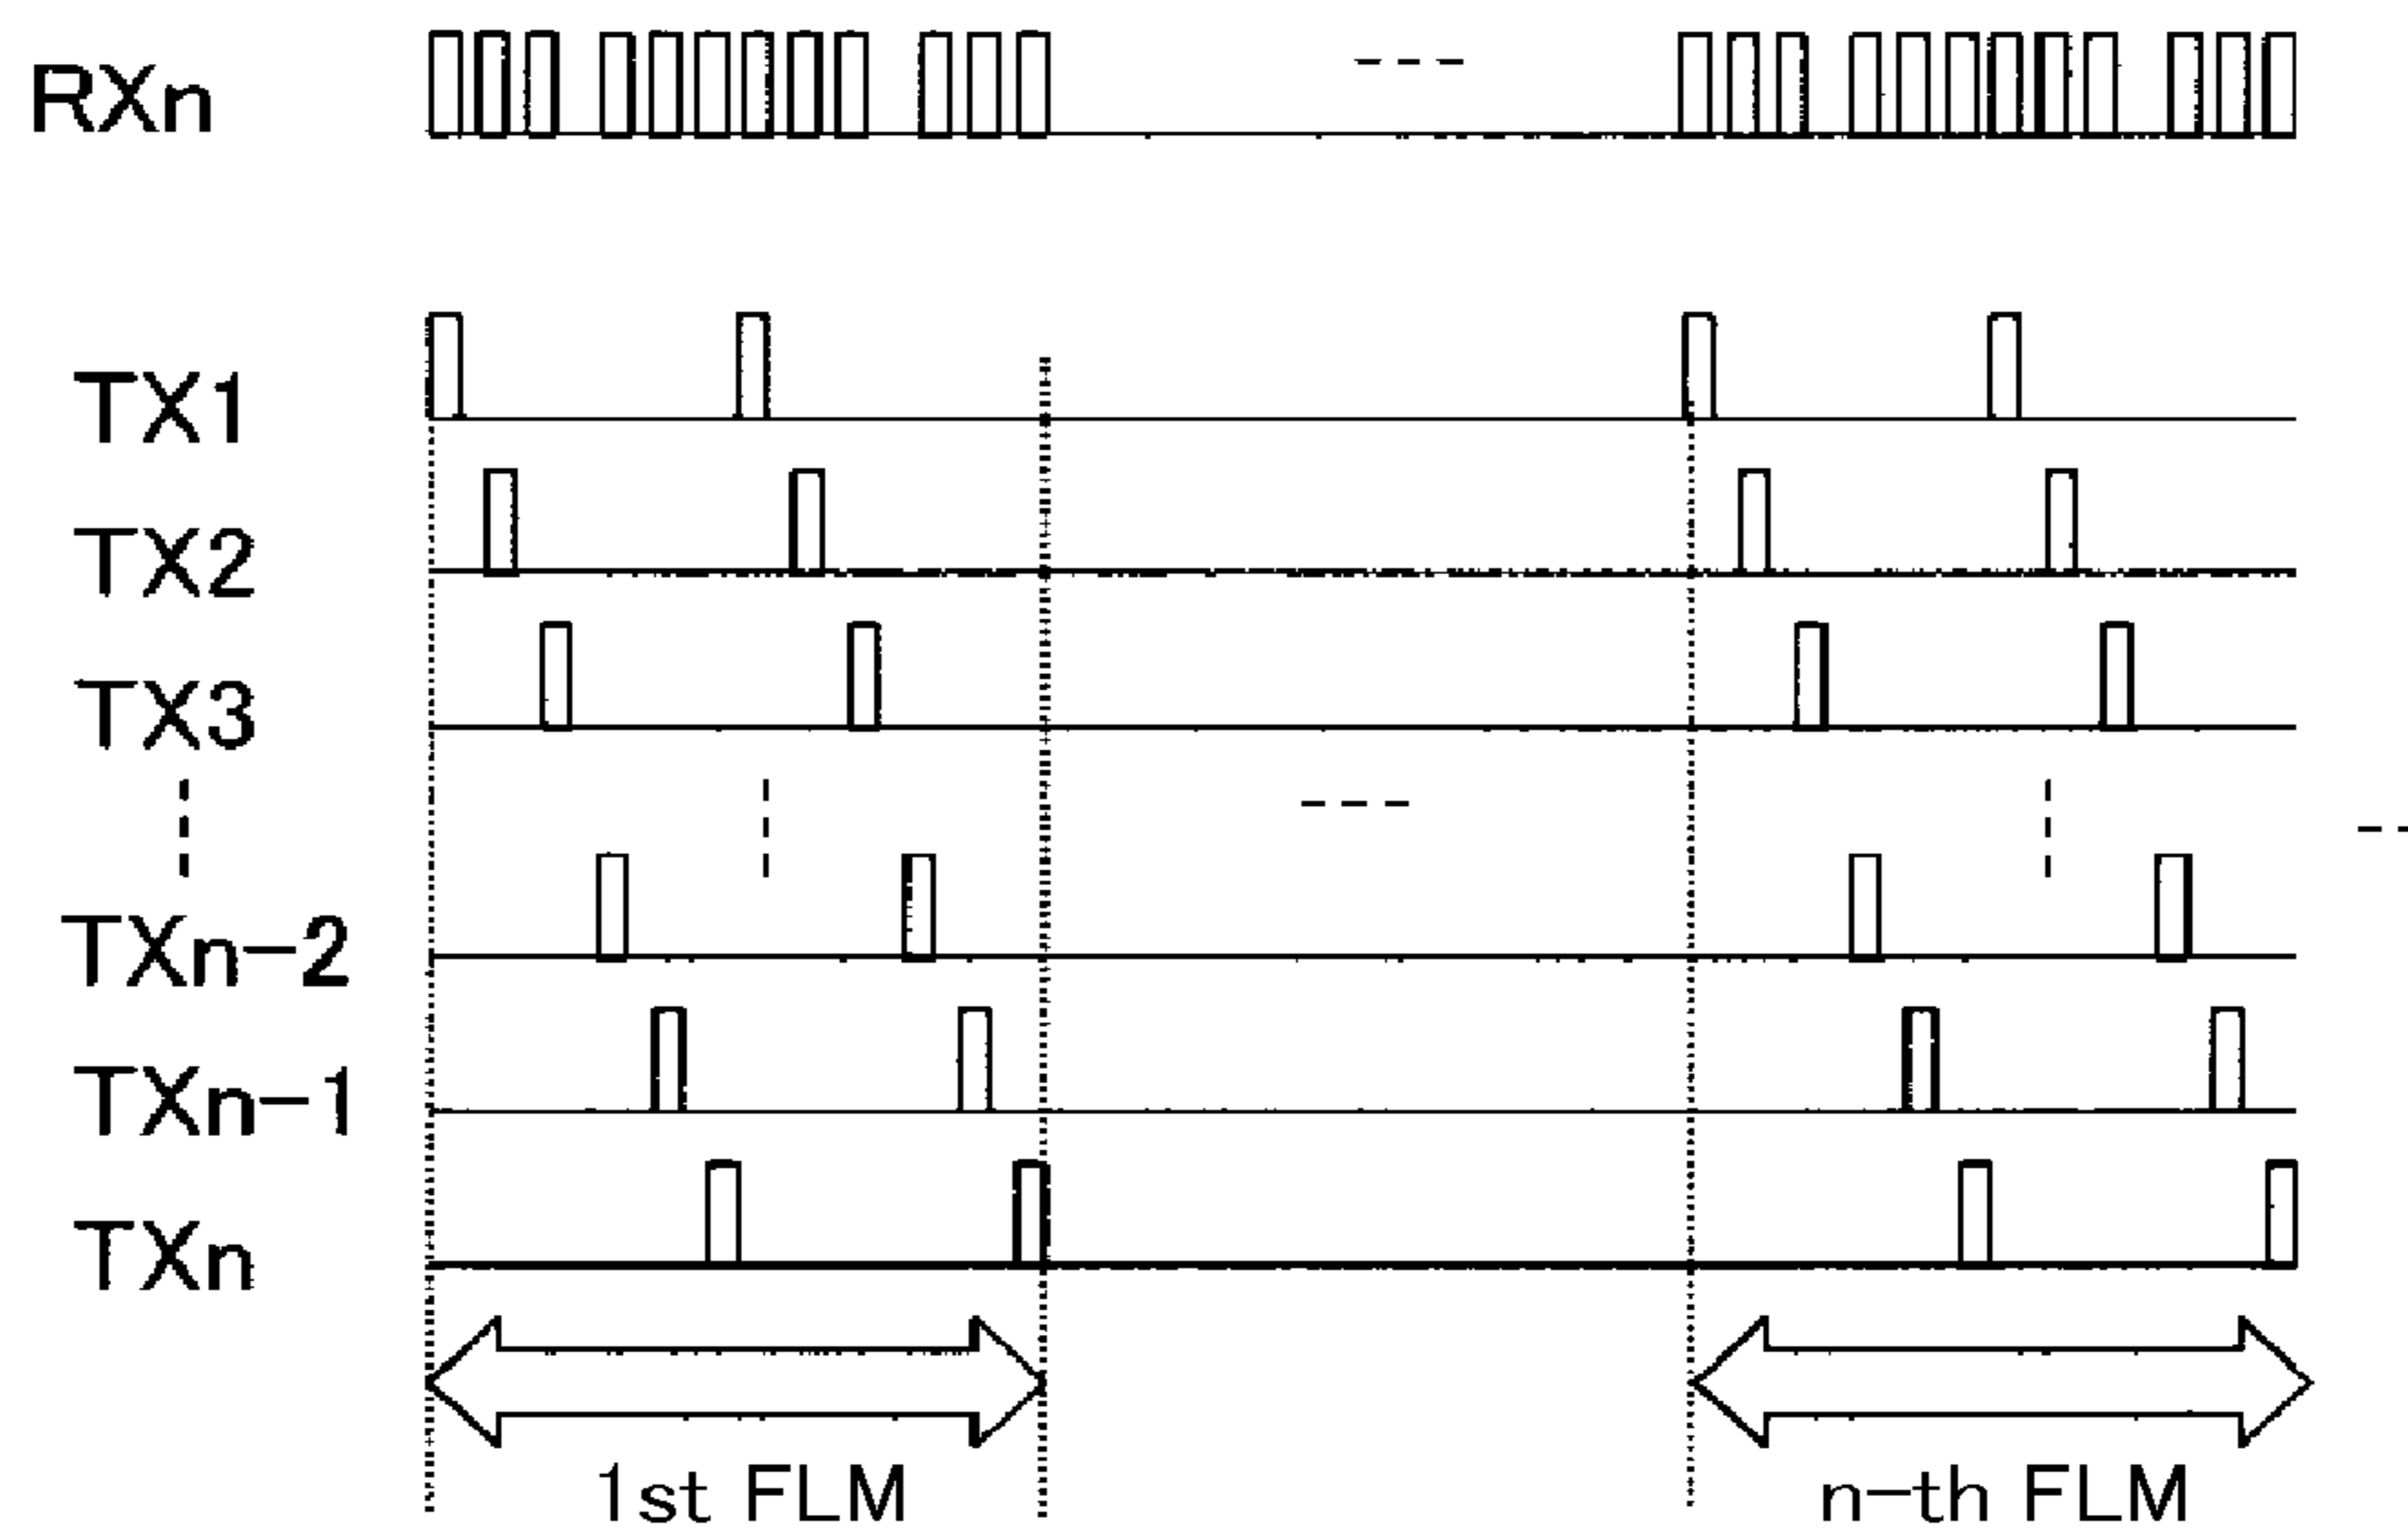 RXn
TX1
TX2
TX3
TXn-2
TXn-1
TXn
1st FLM
n-th FLM